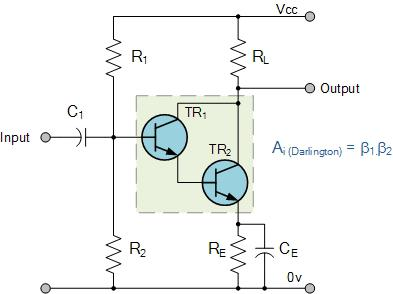 Vcc
R1
RL
Output
C1
TR1
Input
TR2
Ai (Darlington) = β1.β2
R2
RE
CE
0v